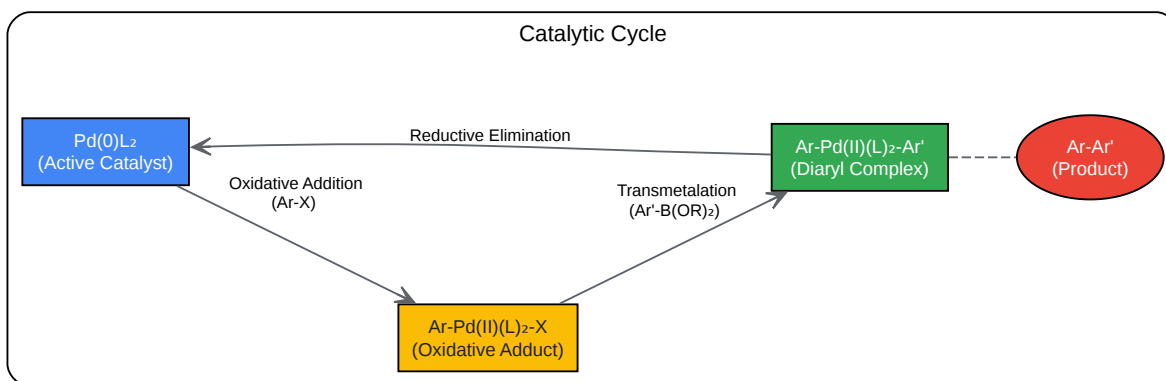 Catalytic Cycle
Pd(0)L₂
(Active Catalyst)
Reductive Elimination
Ar-Pd(II)(L)₂-Ar'
(Diaryl Complex)
Ar-Ar'
(Product)
Oxidative Addition
(Ar-X)
Transmetalation
(Ar'-B(OR)₂)
Ar-Pd(II)(L)₂-X
(Oxidative Adduct)